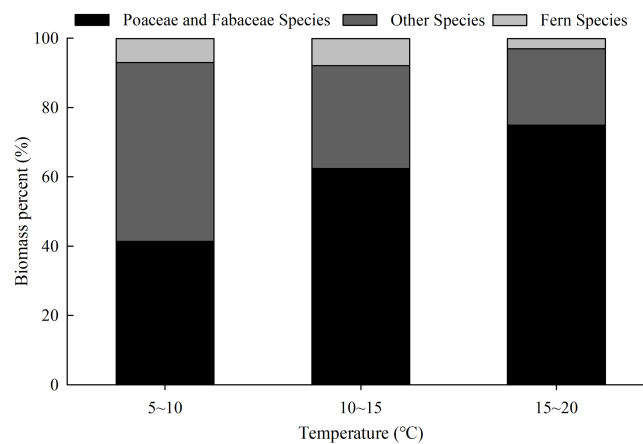 Poaceae and Fabaceae Species Other Species Fern Species
Biomass percent (%)
100
80
60
40
20
0
5~10 10~15 15~20
Temperature (℃)